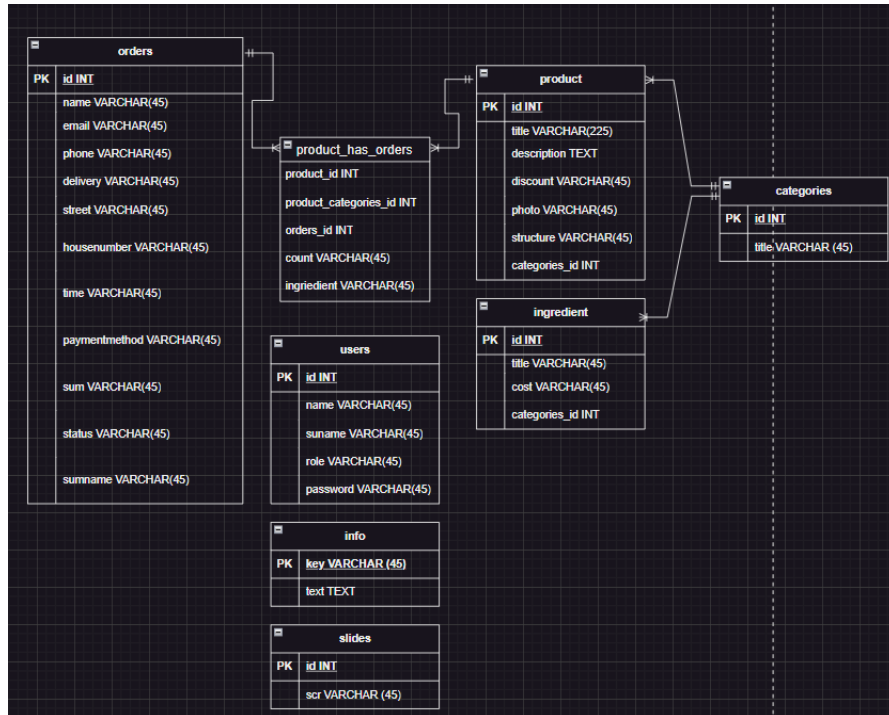 orders
PK id INT
name VARCHAR(45)
email VARCHAR(45)
phone VARCHAR(45)
delivery VARCHAR(45)
street VARCHAR(45)
housenumber VARCHAR(45)
time VARCHAR(45)
paymentmethod VARCHAR(45)
sum VARCHAR(45)
status VARCHAR(45)
sumname VARCHAR(45)
product_has_orders
product_id INT
product_categories_id INT
orders_id INT
count VARCHAR(45)
ingriedient VARCHAR(45)
product
PK id INT
title VARCHAR(225)
description TEXT
discount VARCHAR(45)
photo VARCHAR(45)
structure VARCHAR(45)
categories_id INT
categories
PK id INT
title VARCHAR (45)
ingredient
PK id INT
title VARCHAR(45)
cost VARCHAR(45)
categories_id INT
users
PK id INT
name VARCHAR(45)
suname VARCHAR(45)
role VARCHAR(45)
password VARCHAR(45)
info
PK key VARCHAR (45)
text TEXT
slides
PK id INT
scr VARCHAR (45)